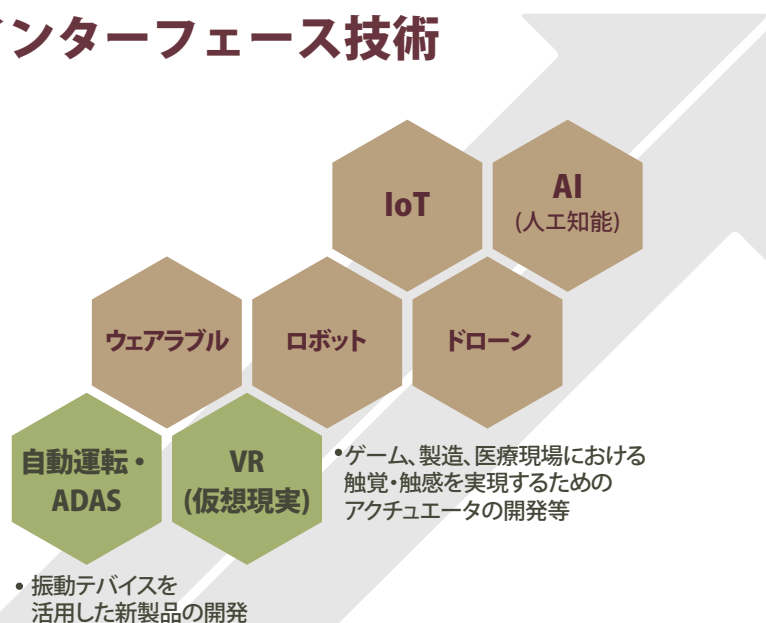 インターフェース技術
IoT
AI
(人工知能)
ウェアラブル
ロボット
ドローン
自動運転・
ADAS
VR
(仮想現実)
•ゲーム、製造、医療現場における
触覚・触感を実現するための
アクチュエータの開発等
• 振動テバイスを
活用した新製品の開発